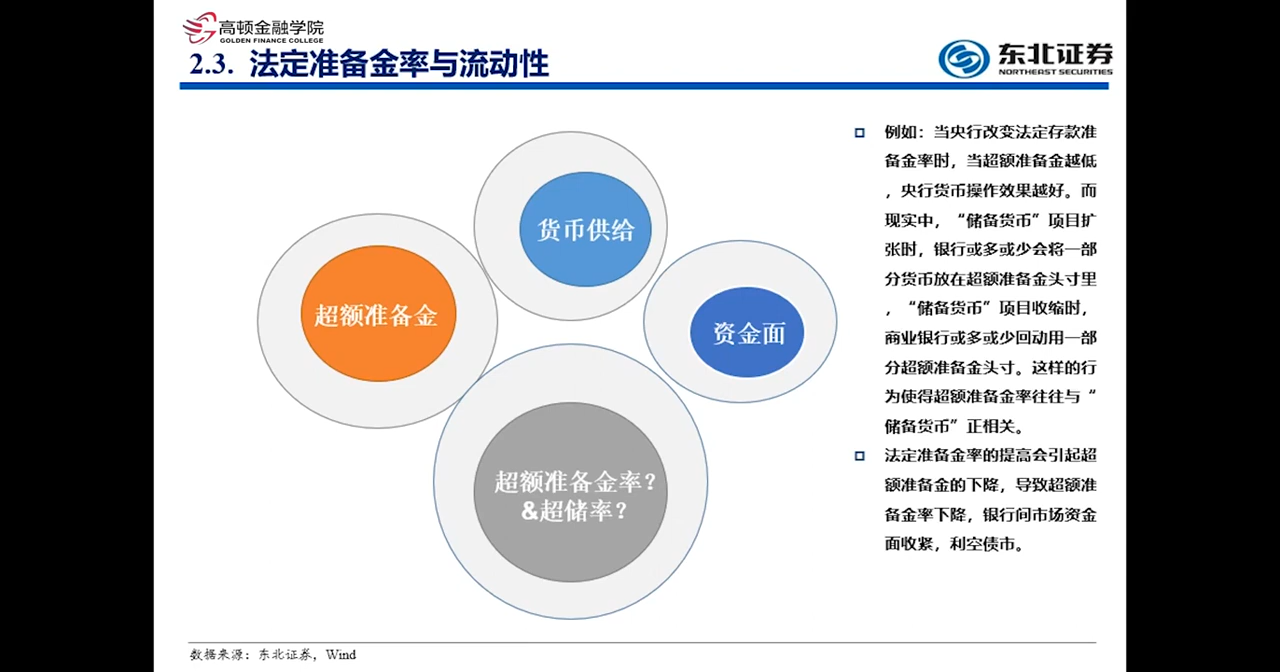 高顿金融学院
GOLDEN FINANCE COLLEGE
2.3. 法定准备金率与流动性
东北证券
NORTHEAST SECURITIES
货币供给
超额准备金
资金面
超额准备金率？
&超储率？
例如：当央行改变法定存款准
备金率时，当超额准备金越低
，央行货币操作效果越好。而
现实中，“储备货币”项目扩
张时，银行或多或少会将一部
分货币放在超额准备金头寸里
，“储备货币”项目收缩时，
商业银行或多或少回动用一部
分超额准备金头寸。这样的行
为使得超额准备金率往往与“
储备货币”正相关。
法定准备金率的提高会引起超
额准备金的下降，导致超额准
备金率下降，银行间市场资金
面收紧，利空债市。
数据来源：东北证券，Wind